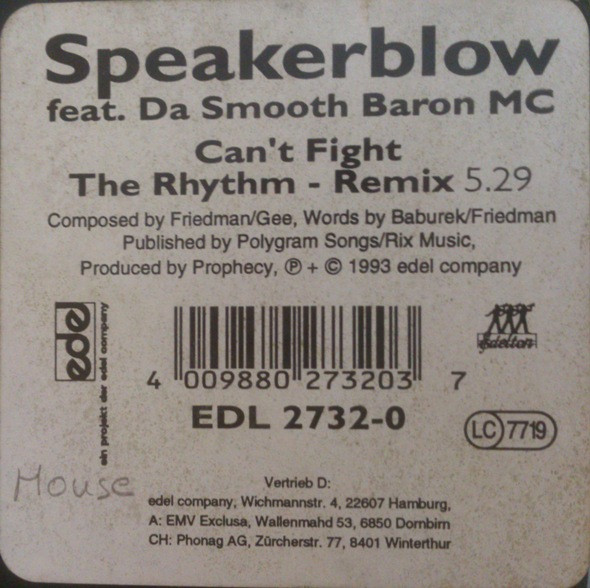 Speakerblow
feat. Da Smooth Baron MC
Can't Fight
The Rhythm - Remix 5.29
Composed by Friedman/Gee, Words by Baburek/Friedman
Published by Polygram Songs/Rix Music,
Produced by Prophecy, ℗ + © 1993 edel company
edel
ein projekt der edel company
4 009880 273203 7
edelton
EDL 2732-0
LC 7719
House
Vertrieb D:
edel company, Wichmannstr. 4, 22607 Hamburg,
A: EMV Exclusa, Wallenmahd 53, 6850 Dornbirn
CH: Phonag AG, Zürcherstr. 77, 8401 Winterthur